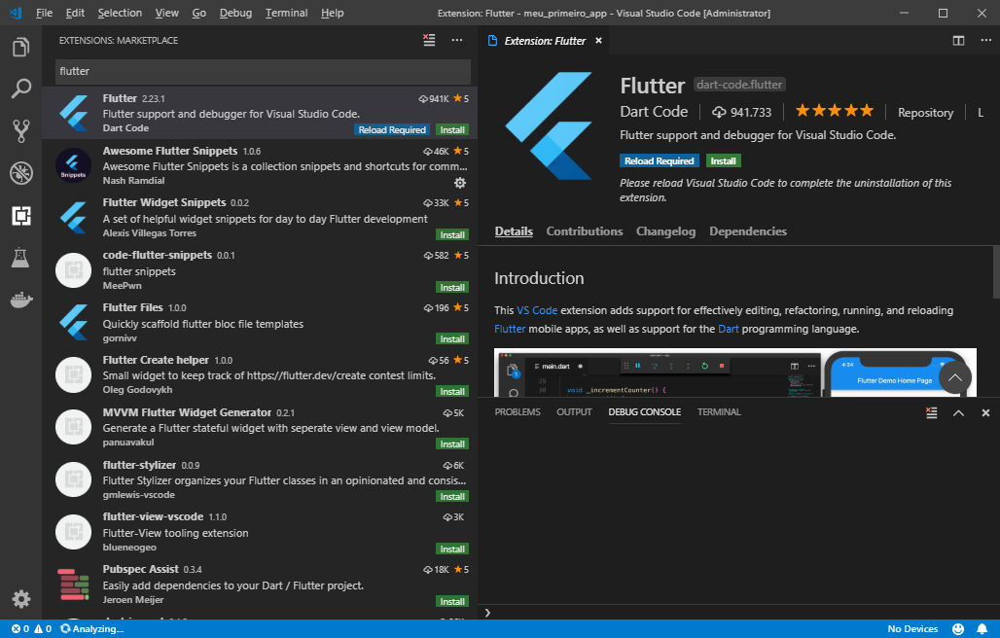 File Edit Selection View Go Debug Terminal Help Extension: Flutter - meu_primeiro_app - Visual Studio Code [Administrator]
EXTENSIONS: MARKETPLACE
flutter
Flutter 2.23.1 941K 5
Flutter support and debugger for Visual Studio Code.
Dart Code Reload Required Install
Awesome Flutter Snippets 1.0.6 46K 5
Awesome Flutter Snippets is a collection snippets and shortcuts for comm...
Nash Ramdial
Snippets
Flutter Widget Snippets 0.0.2 33K 5
A set of helpful widget snippets for day to day Flutter development
Alexis Villegas Torres Install
code-flutter-snippets 0.0.1 582 5
flutter snippets
MeePwn Install
Flutter Files 1.0.0 196 5
Quickly scaffold flutter bloc file templates
gornivv Install
Flutter Create helper 1.0.0 56 5
Small widget to keep track of https://flutter.dev/create contest limits.
Oleg Godovykh Install
MVVM Flutter Widget Generator 0.2.1 5K
Generate a Flutter stateful widget with seperate view and view model.
panuavakul Install
flutter-stylizer 0.0.9 6K
Flutter Stylizer organizes your Flutter classes in an opinionated and consis...
gmlewis-vscode Install
flutter-view-vscode 1.1.0 3K
Flutter-View tooling extension
blueneogeo Install
Pubspec Assist 0.3.4 18K 5
Easily add dependencies to your Dart / Flutter project.
Jeroen Meijer Install
Extension: Flutter
Flutter dart-code.flutter
Dart Code 941.733 Repository L
Flutter support and debugger for Visual Studio Code.
Reload Required Install
Please reload Visual Studio Code to complete the uninstallation of this
extension.
Details Contributions Changelog Dependencies
Introduction
This VS Code extension adds support for effectively editing, refactoring, running, and reloading
Flutter mobile apps, as well as support for the Dart programming language.
main.dart
29
30 void _incrementCounter() {
4:34
Flutter Demo Home Page
PROBLEMS OUTPUT DEBUG CONSOLE TERMINAL
0 0 Analyzing... No Devices